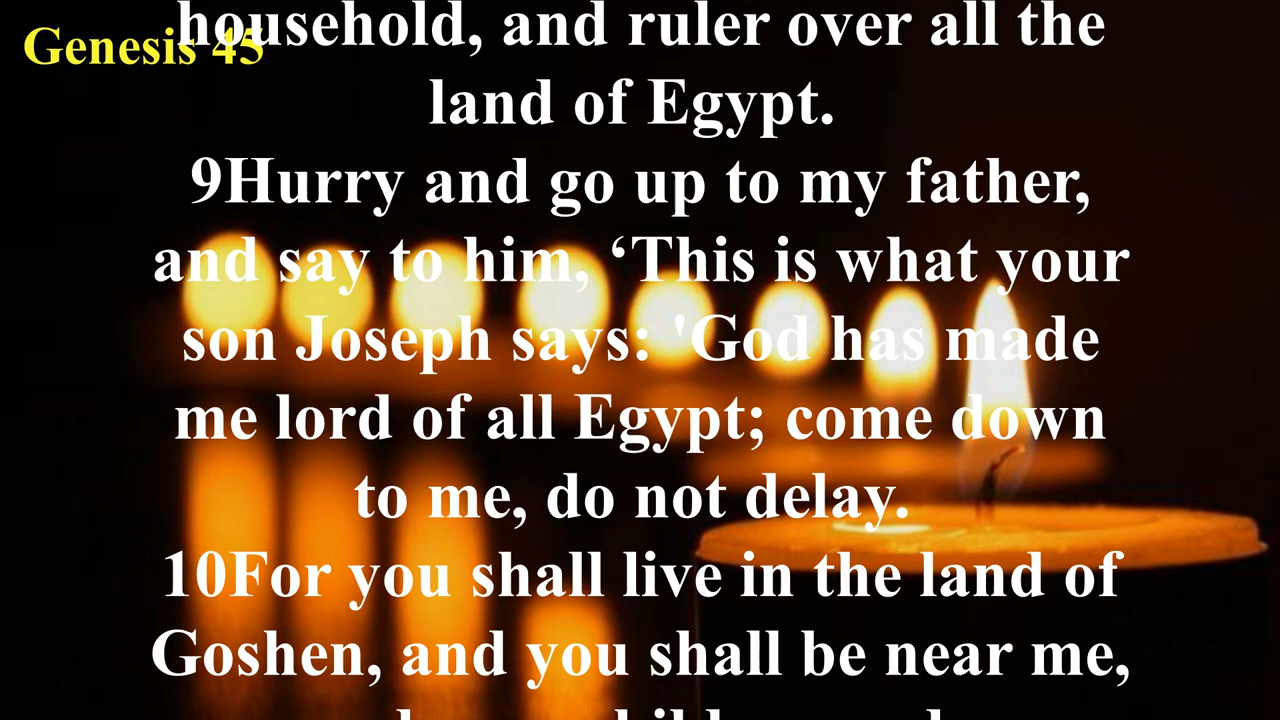 Genesis 45
household, and ruler over all the
land of Egypt.
9Hurry and go up to my father,
and say to him, ‘This is what your
son Joseph says: 'God has made
me lord of all Egypt; come down
to me, do not delay.
10For you shall live in the land of
Goshen, and you shall be near me,